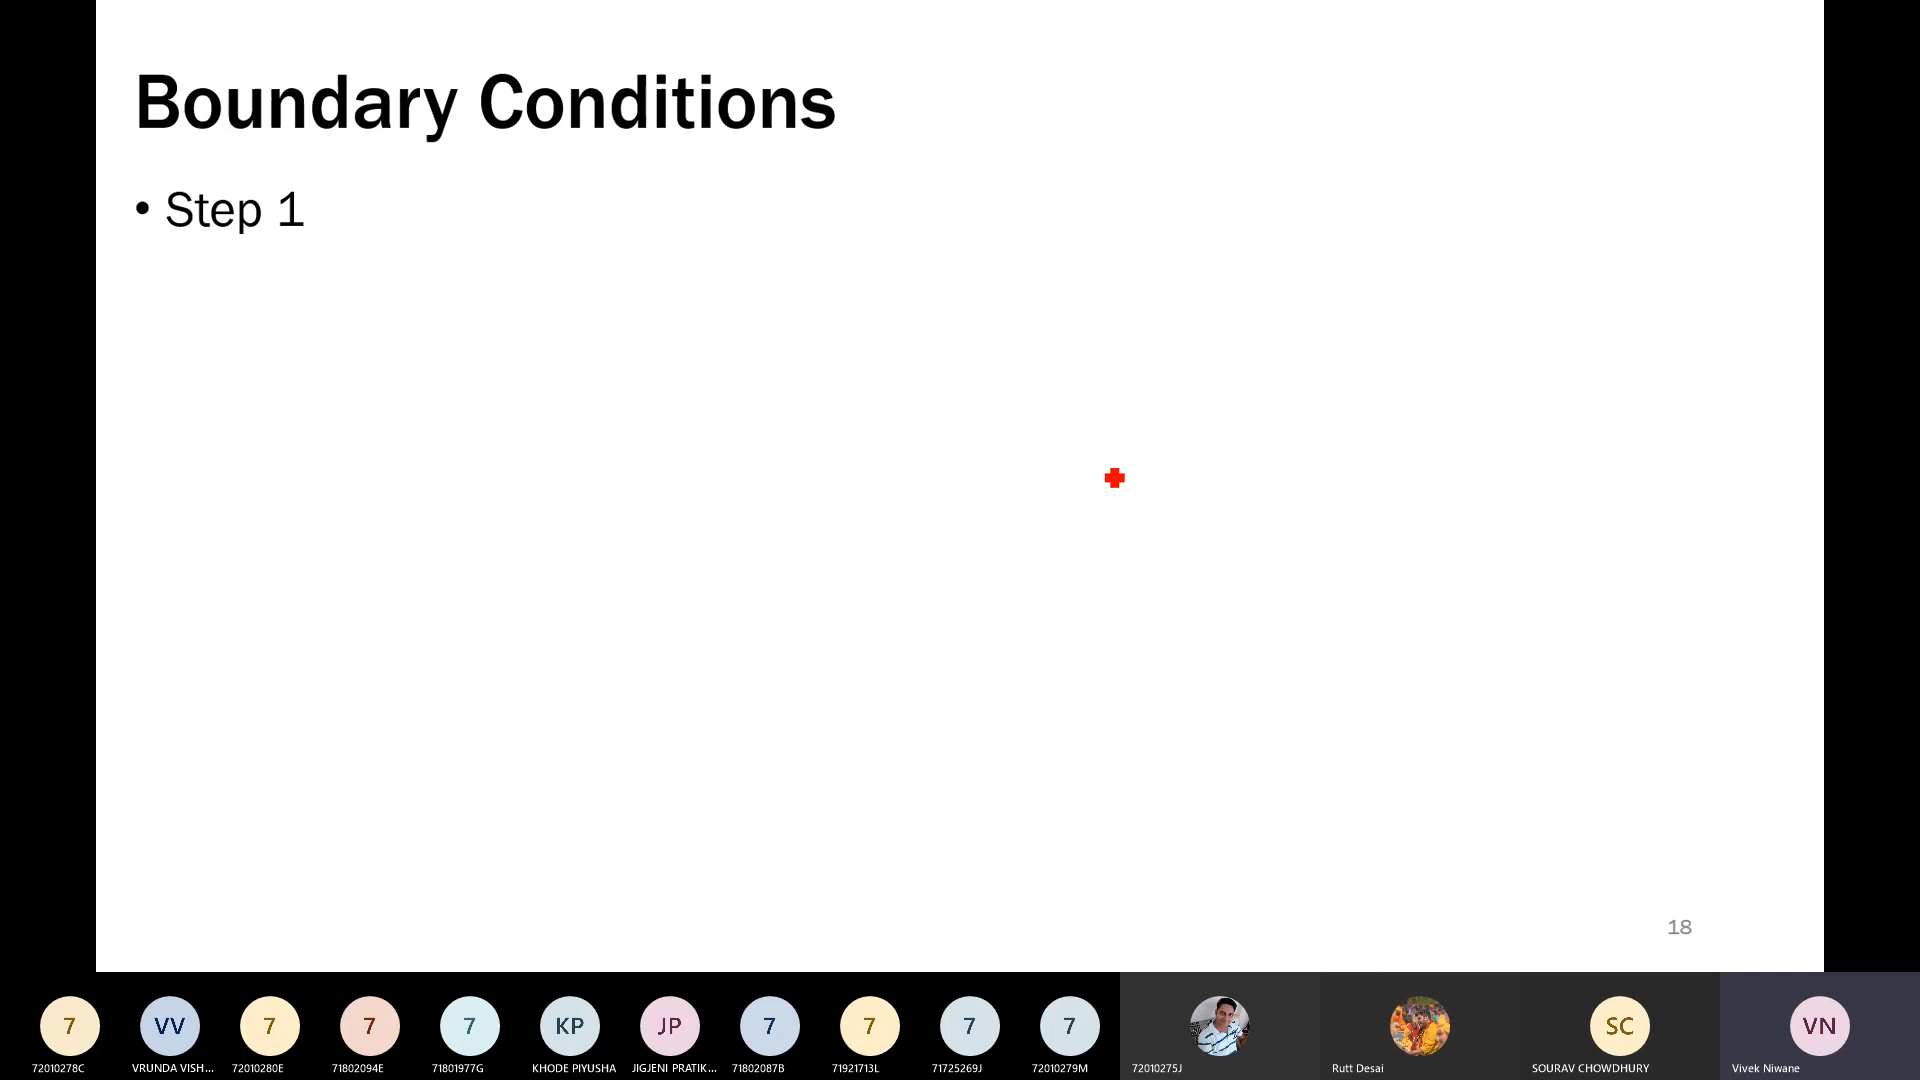 Boundary Conditions
• Step 1
18
7 VV 7 7 7 KP JP 7 7 7 7 SC VN
72010278C VRUNDA VISH... 72010280E 71802094E 71801977G KHODE PIYUSHA JIGJENI PRATIK... 71802087B 71921713L 71725269J 72010279M 72010275J Rutt Desai SOURAV CHOWDHURY Vivek Niwane